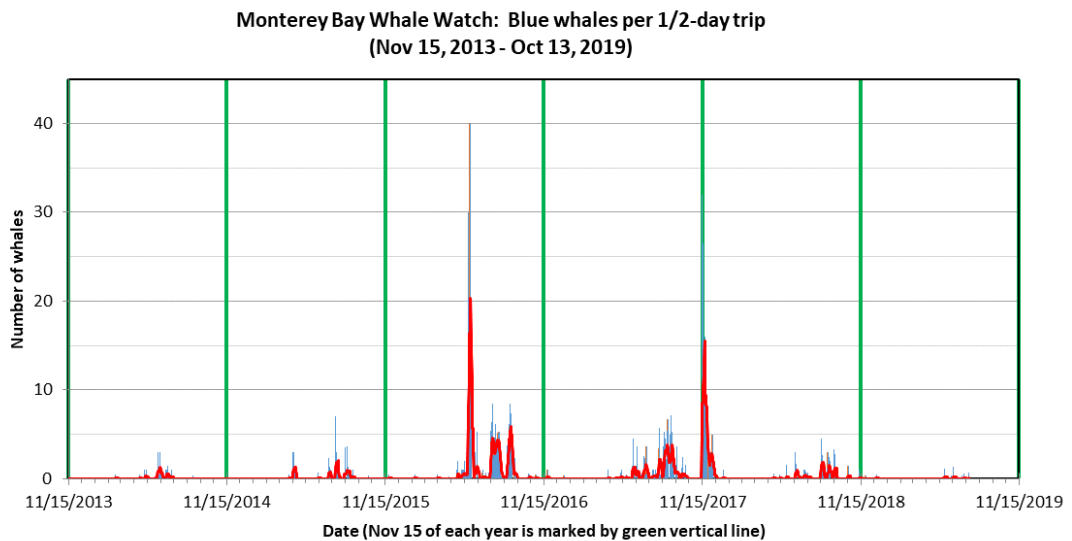 Monterey Bay Whale Watch: Blue whales per 1/2-day trip
(Nov 15, 2013 - Oct 13, 2019)
Number of whales
40
30
20
10
0
11/15/2013 11/15/2014 11/15/2015 11/15/2016 11/15/2017 11/15/2018 11/15/2019
Date (Nov 15 of each year is marked by green vertical line)